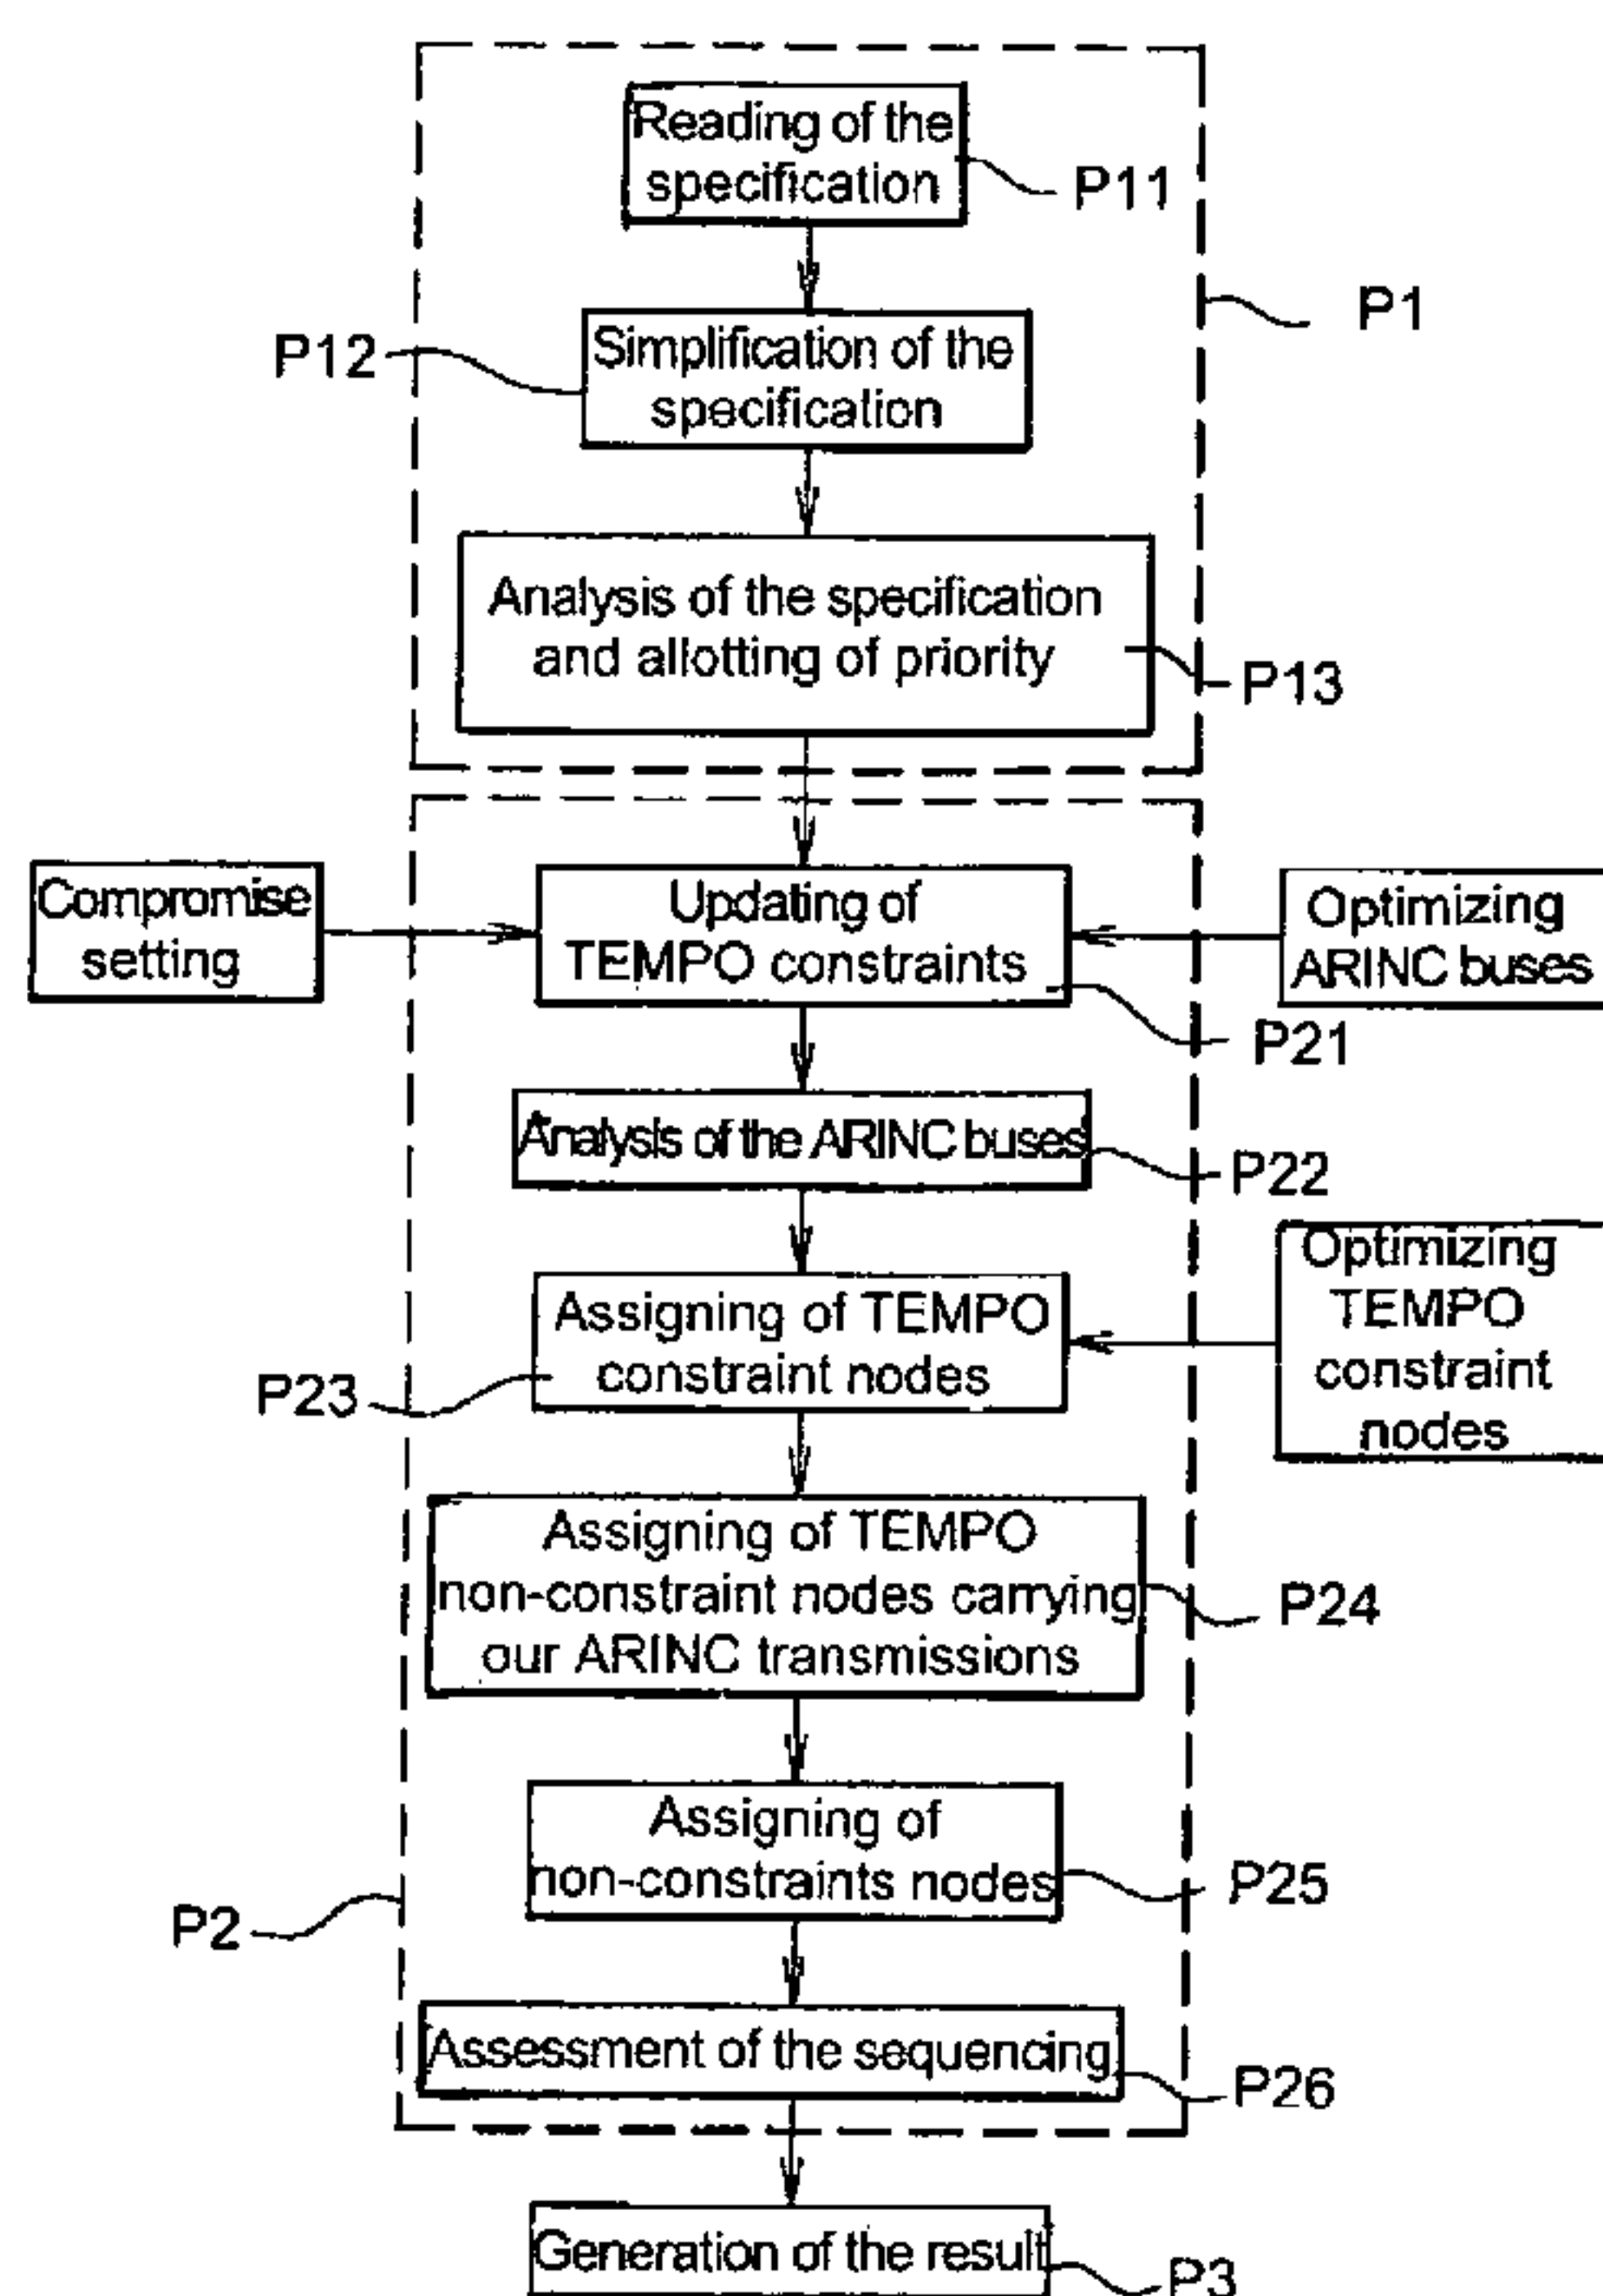 Reading of the
specification
P11
P1
Simplification of the
specification
P12
Analysis of the specification
and allotting of priority
P13
Compromise
setting
Updating of
TEMPO constraints
Optimizing
ARINC buses
P21
Analysis of the ARINC buses
P22
Assigning of TEMPO
constraint nodes
P23
Optimizing
TEMPO
constraint
nodes
Assigning of TEMPO
non-constraint nodes carrying
our ARINC transmissions
P24
Assigning of
non-constraints nodes
P25
P2
Assessment of the sequencing
P26
Generation of the result
P3